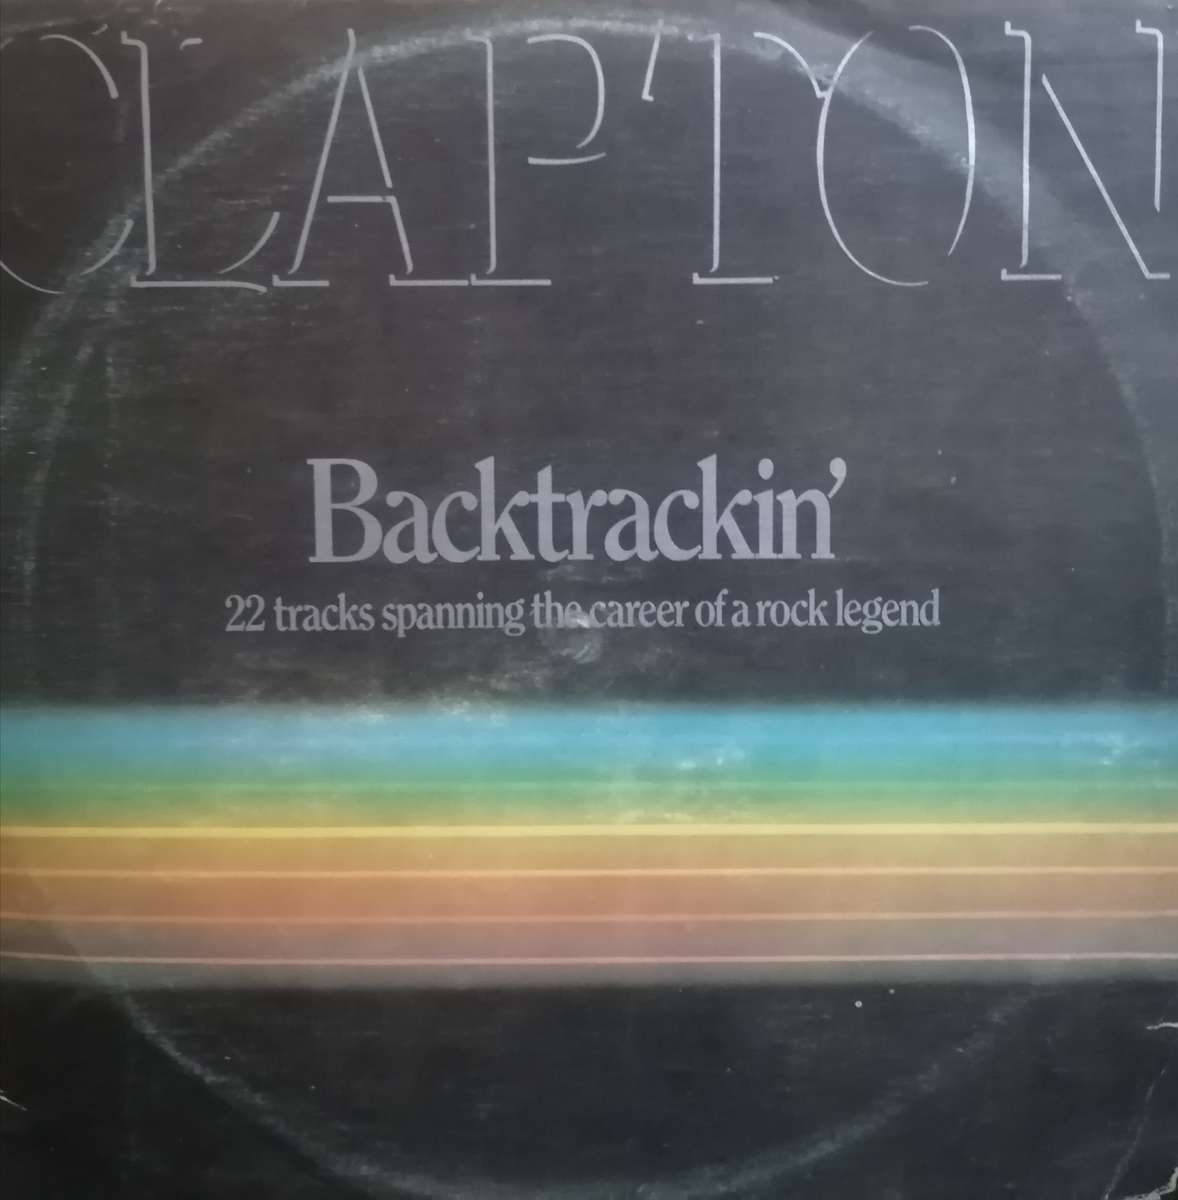 CLAPTON
Backtrackin'
22 tracks spanning the career of a rock legend